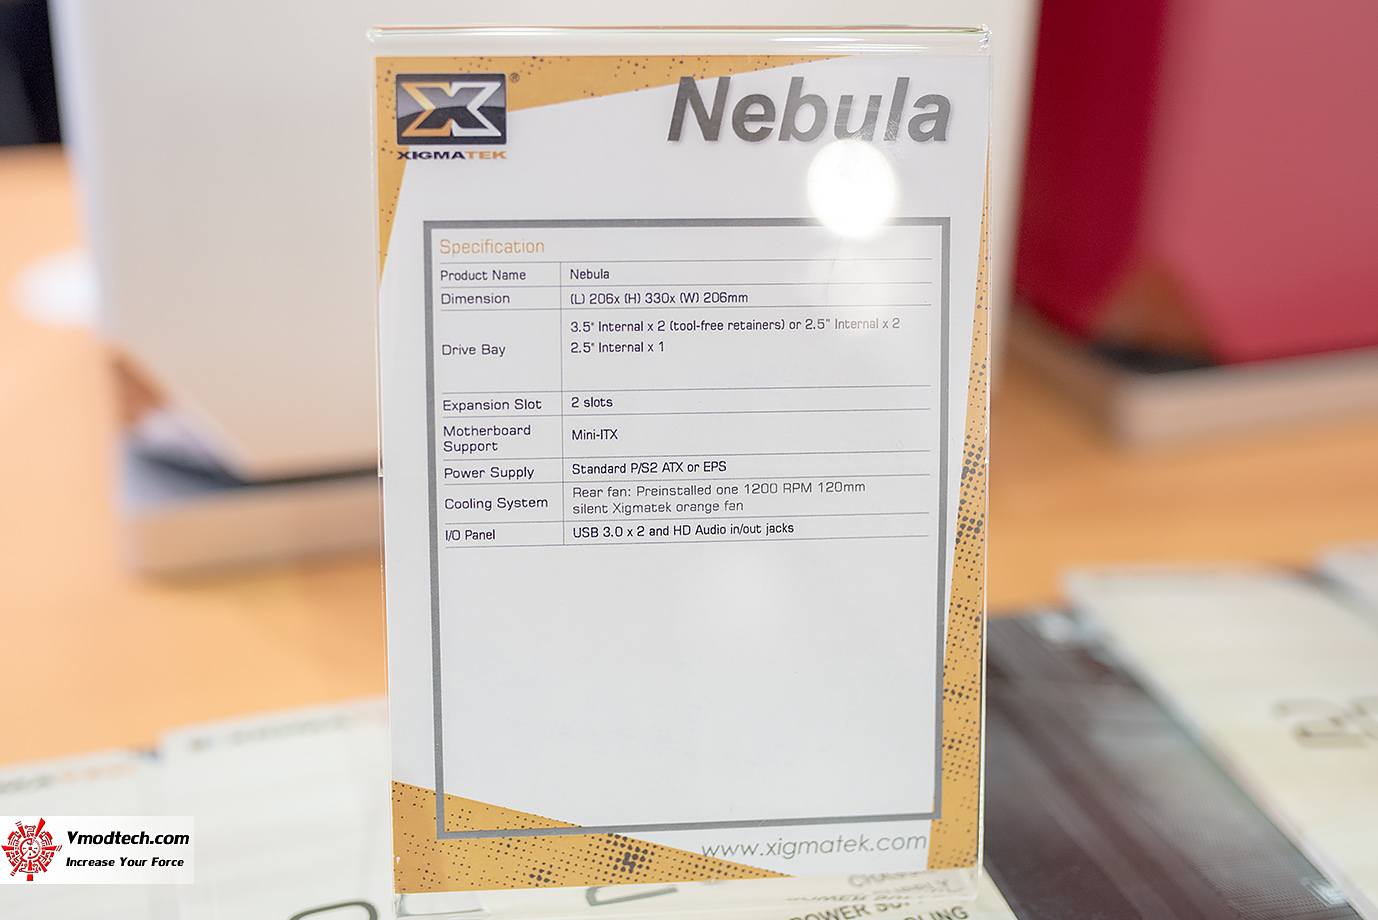 XIGMATEK®
Nebula
Specification
Product Name Nebula
Dimension (L) 206x (H) 330x (W) 206mm
Drive Bay 3.5" Internal x 2 (tool-free retainers) or 2.5" Internal x 2
2.5" Internal x 1
Expansion Slot 2 slots
Motherboard Support Mini-ITX
Power Supply Standard P/S2 ATX or EPS
Cooling System Rear fan: Preinstalled one 1200 RPM 120mm
silent Xigmatek orange fan
I/O Panel USB 3.0 x 2 and HD Audio in/out jacks
www.xigmatek.com
Vmodtech.com
Increase Your Force
POWER